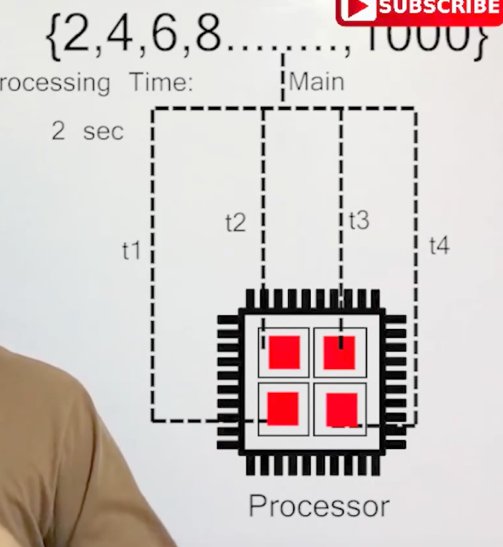 SUBSCRIBE
{2,4,6,8........, 1000}
rocessing Time:
Main
2 sec
t2
t3
t1
t4
Processor